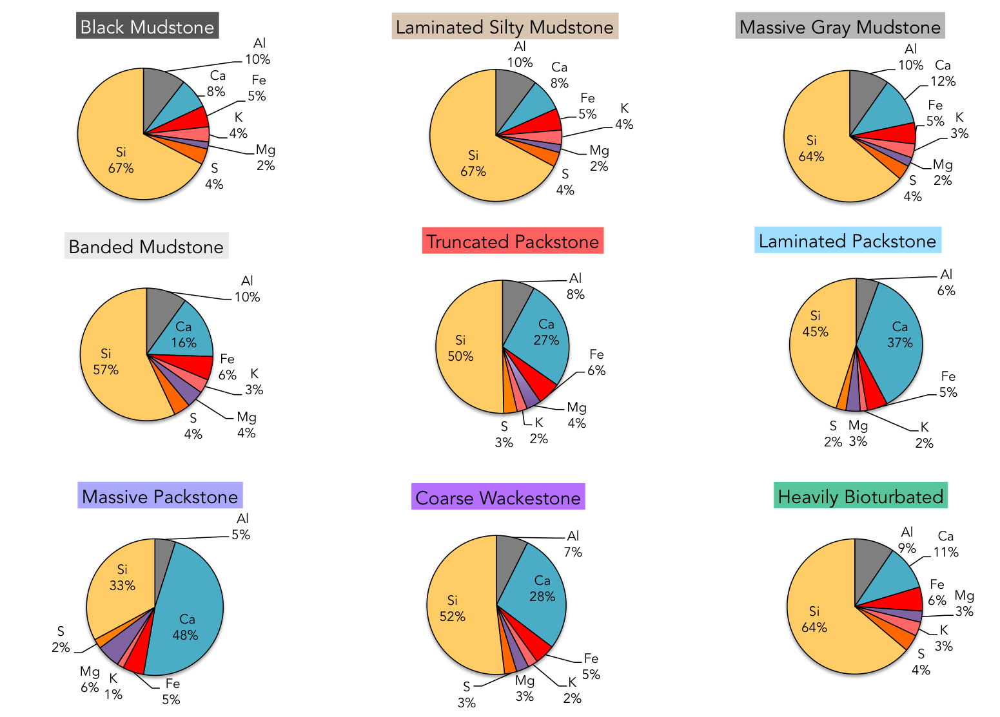 Black Mudstone
Al
10%
Ca
8%
Fe
5%
K
4%
Mg
2%
S
4%
Si
67%
Laminated Silty Mudstone
Al
10%
Ca
8%
Fe
5%
K
4%
Mg
2%
S
4%
Si
67%
Massive Gray Mudstone
Al
10%
Ca
12%
Fe
5%
K
3%
Mg
2%
S
4%
Si
64%
Banded Mudstone
Al
10%
Ca
16%
Fe
6%
K
3%
Mg
4%
S
4%
Si
57%
Truncated Packstone
Al
8%
Ca
27%
Fe
6%
Mg
4%
K
2%
S
3%
Si
50%
Laminated Packstone
Al
6%
Ca
37%
Fe
5%
K
2%
Mg
3%
S
2%
Si
45%
Massive Packstone
Al
5%
Ca
48%
Fe
5%
K
1%
Mg
6%
S
2%
Si
33%
Coarse Wackestone
Al
7%
Ca
28%
Fe
5%
K
2%
Mg
3%
S
3%
Si
52%
Heavily Bioturbated
Al
9%
Ca
11%
Fe
6%
Mg
3%
K
3%
S
4%
Si
64%